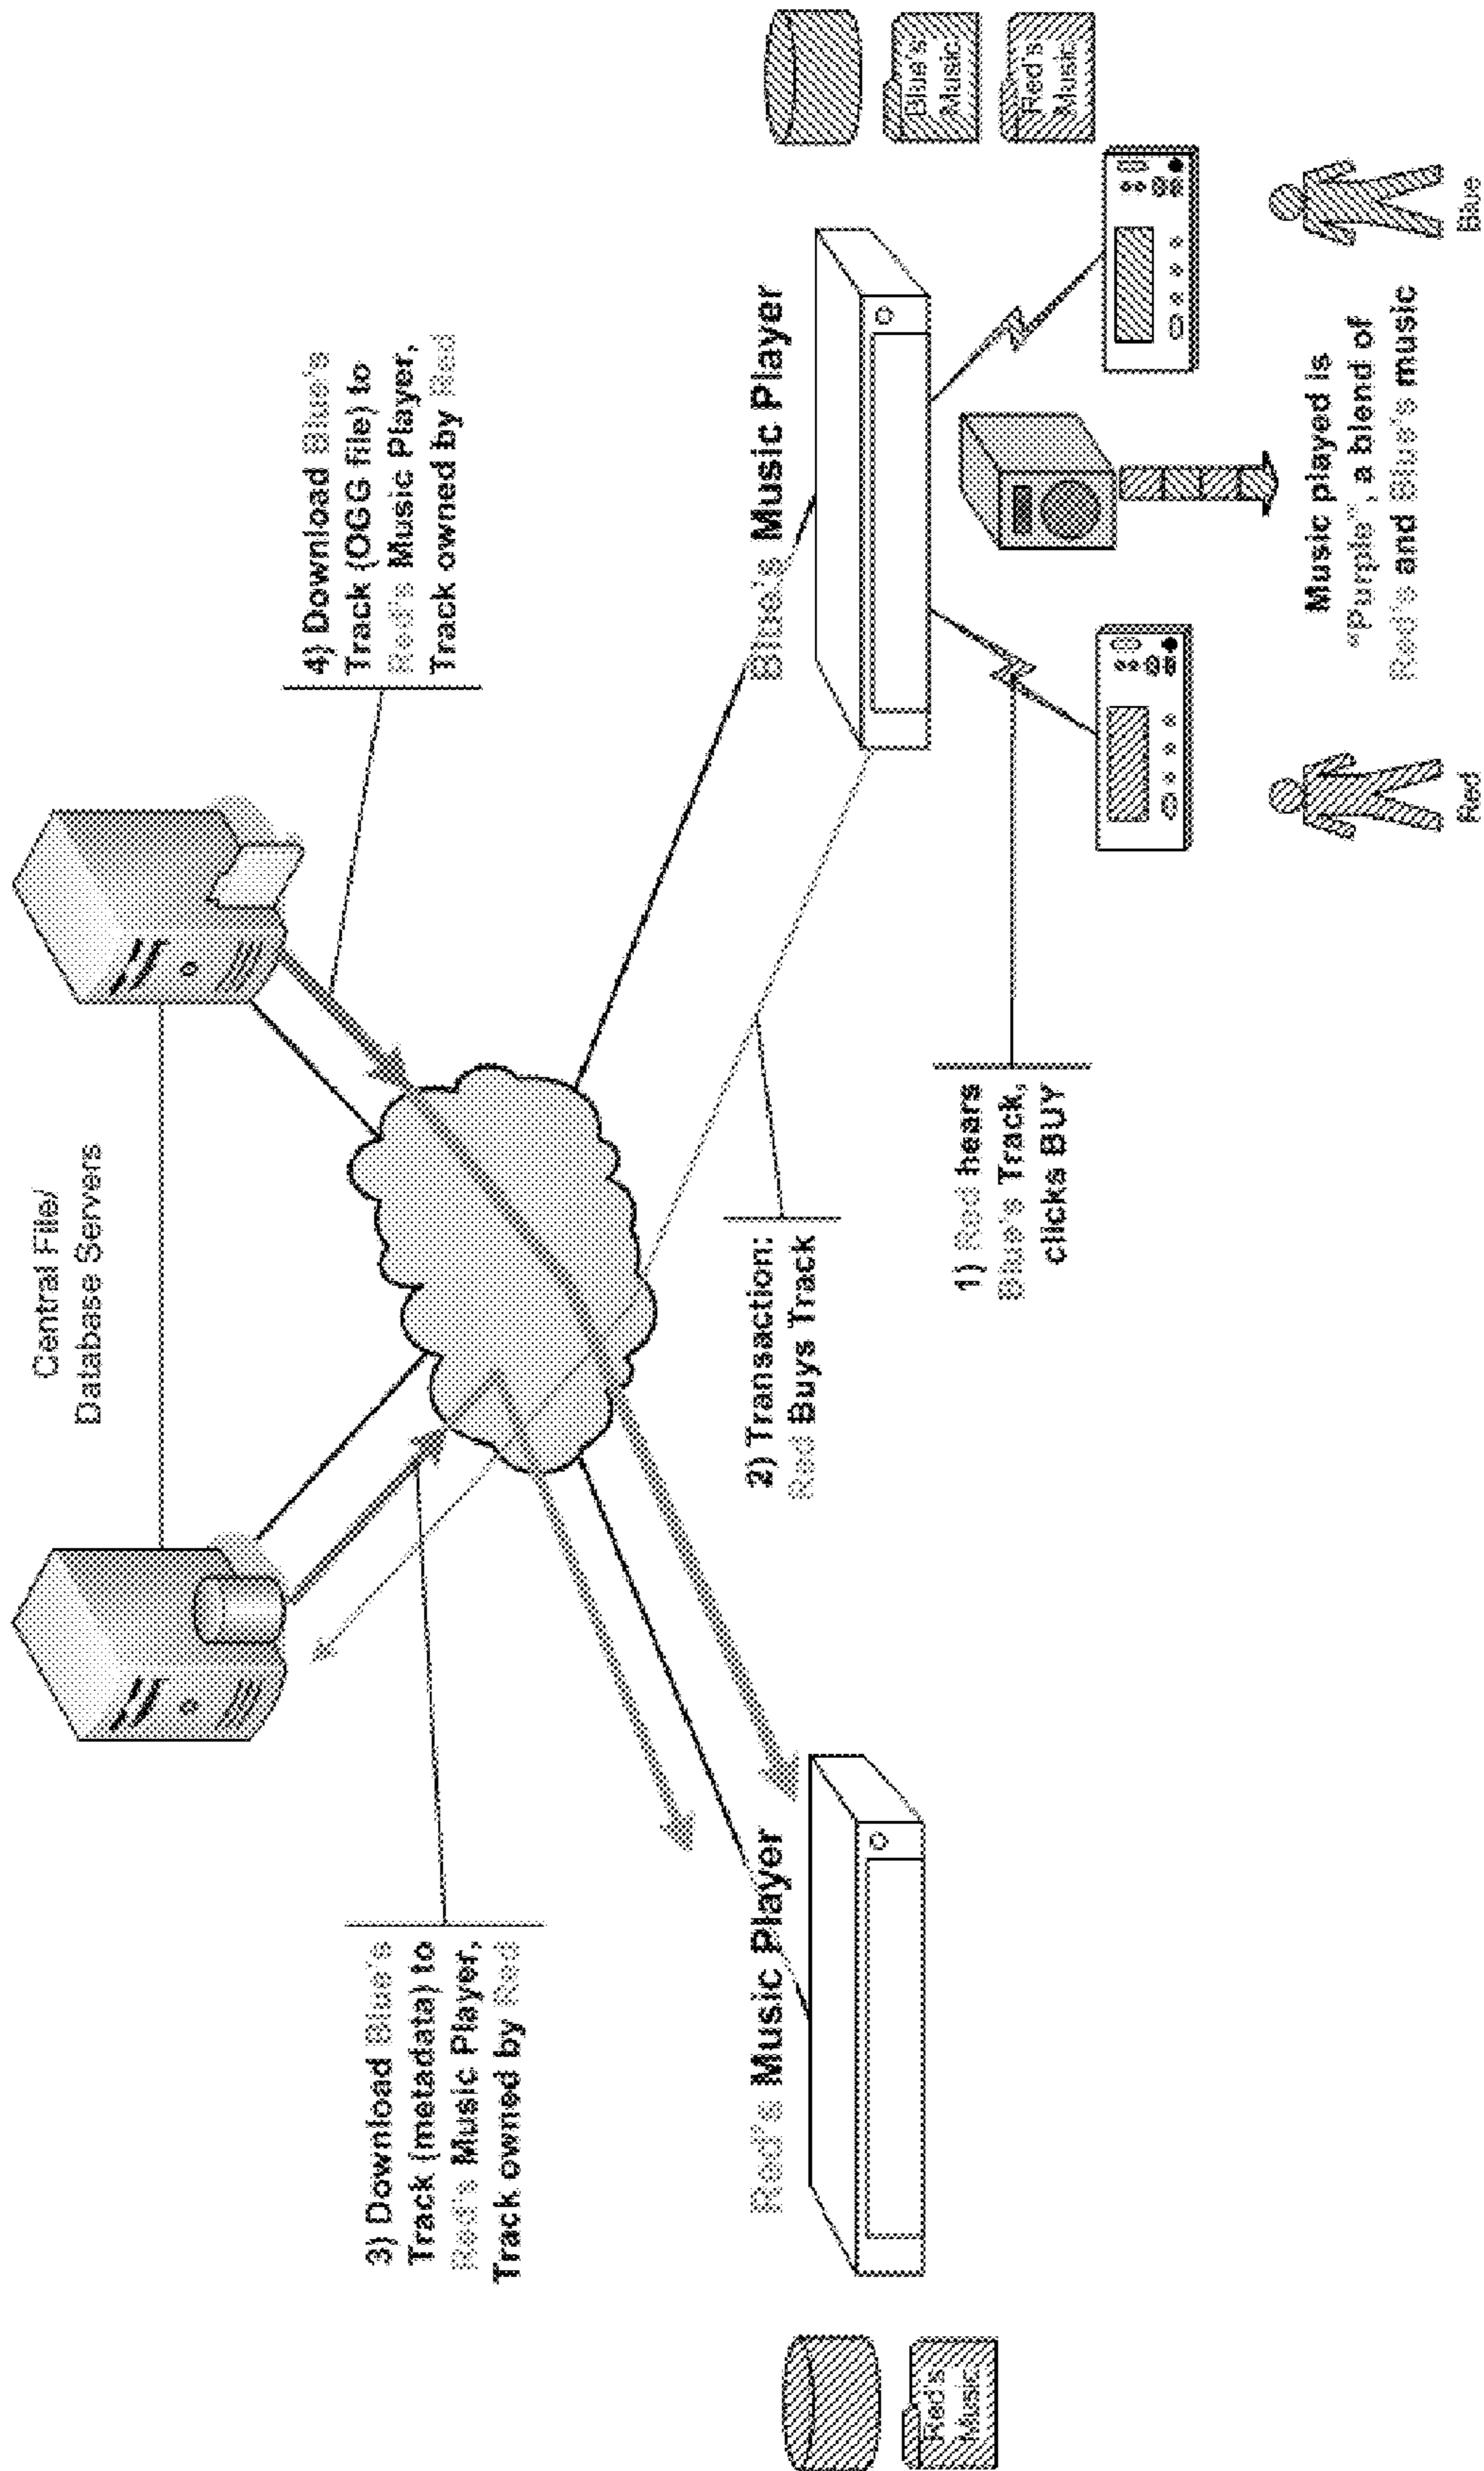 Central File/
Database Servers
3) Download Blue's
Track (metadata) to
Red's Music Player,
Track owned by Red
4) Download Blue's
Track (OGG file) to
Red's Music Player,
Track owned by Red
2) Transaction:
Red Buys Track
1) Red hears
Blue's Track,
clicks BUY
Red's Music Player
Red's
Music
Blue's Music Player
Blue's
Music
Red's
Music
Music played is
"Purple", a blend of
Red's and Blue's music
Red
Blue